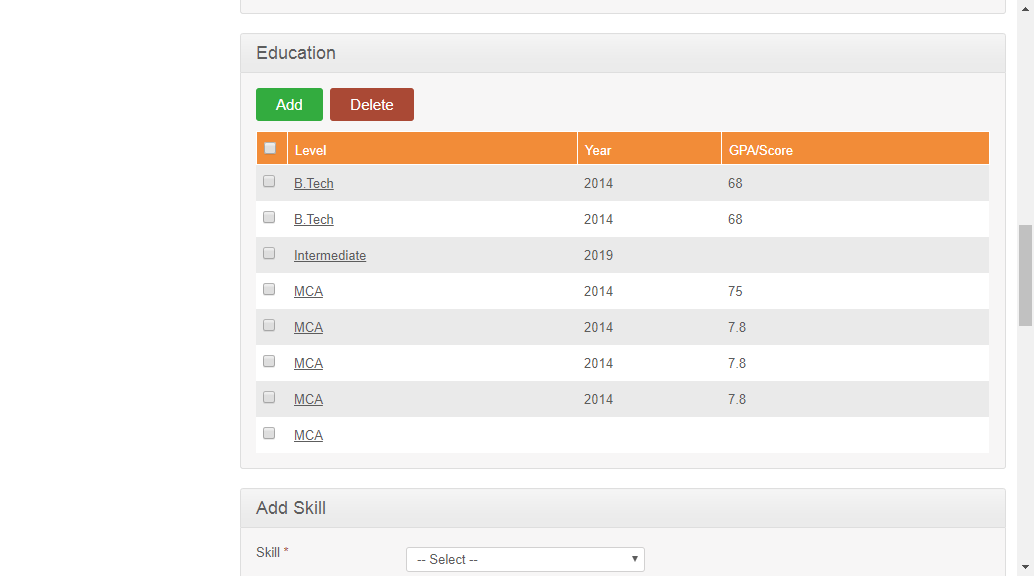 Education
Add Delete
Level Year GPA/Score
B.Tech 2014 68
B.Tech 2014 68
Intermediate 2019
MCA 2014 75
MCA 2014 7.8
MCA 2014 7.8
MCA 2014 7.8
MCA
Add Skill
Skill * -- Select --